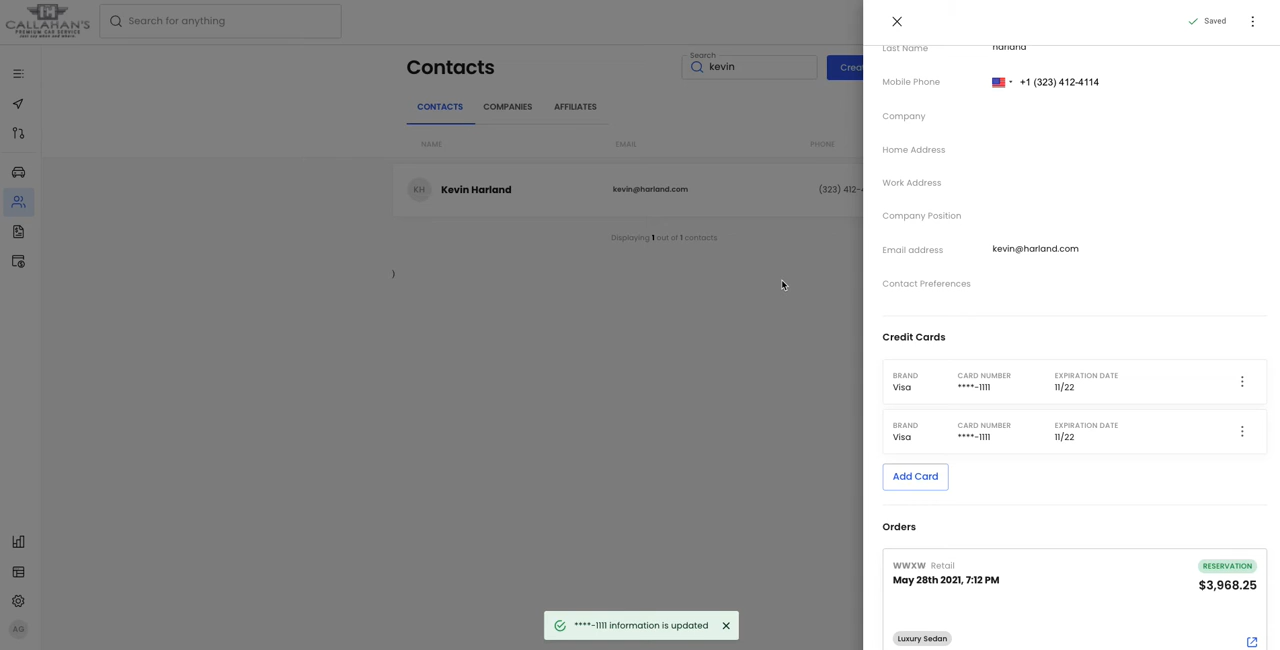 CALLAHAN'S
PREMIUM CAR SERVICE
Search for anything
Saved
Contacts
Search
kevin
Crea
CONTACTS
COMPANIES
AFFILIATES
NAME
EMAIL
PHONE
KH
Kevin Harland
kevin@harland.com
(323) 412-4
Displaying 1 out of 1 contacts
)
Last Name
harland
Mobile Phone
+1 (323) 412-4114
Company
Home Address
Work Address
Company Position
Email address
kevin@harland.com
Contact Preferences
Credit Cards
BRAND
CARD NUMBER
EXPIRATION DATE
Visa
****-1111
11/22
BRAND
CARD NUMBER
EXPIRATION DATE
Visa
****-1111
11/22
Add Card
Orders
WWXW Retail
RESERVATION
May 28th 2021, 7:12 PM
$3,968.25
Luxury Sedan
AG
****-1111 information is updated